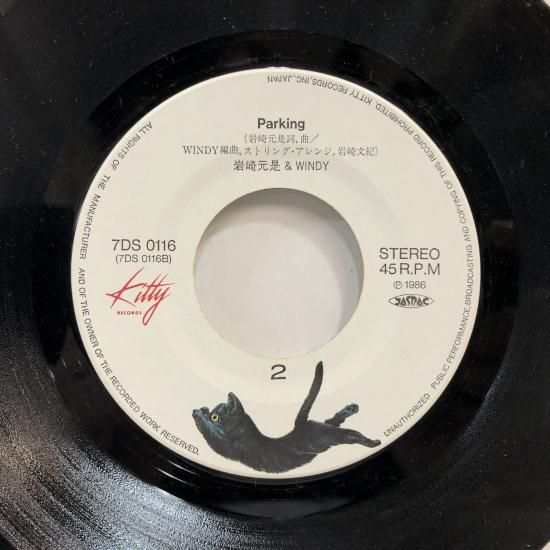 Parking
(岩崎元是詞,曲/
WINDY編曲,ストリング・アレンジ,岩崎文紀)
岩崎元是 & WINDY
7DS 0116
(7DS 0116B)
Kitty
RECORDS
STEREO
45 R.P.M
Ⓟ 1986
JASRAC
2
ALL RIGHTS OF THE MANUFACTURER AND OF THE OWNER OF THE RECORDED WORK RESERVED.
UNAUTHORIZED PUBLIC PERFORMANCE,BROADCASTING AND COPYING OF THIS RECORD PROHIBITED. KITTY RECORDS,INC.,JAPAN